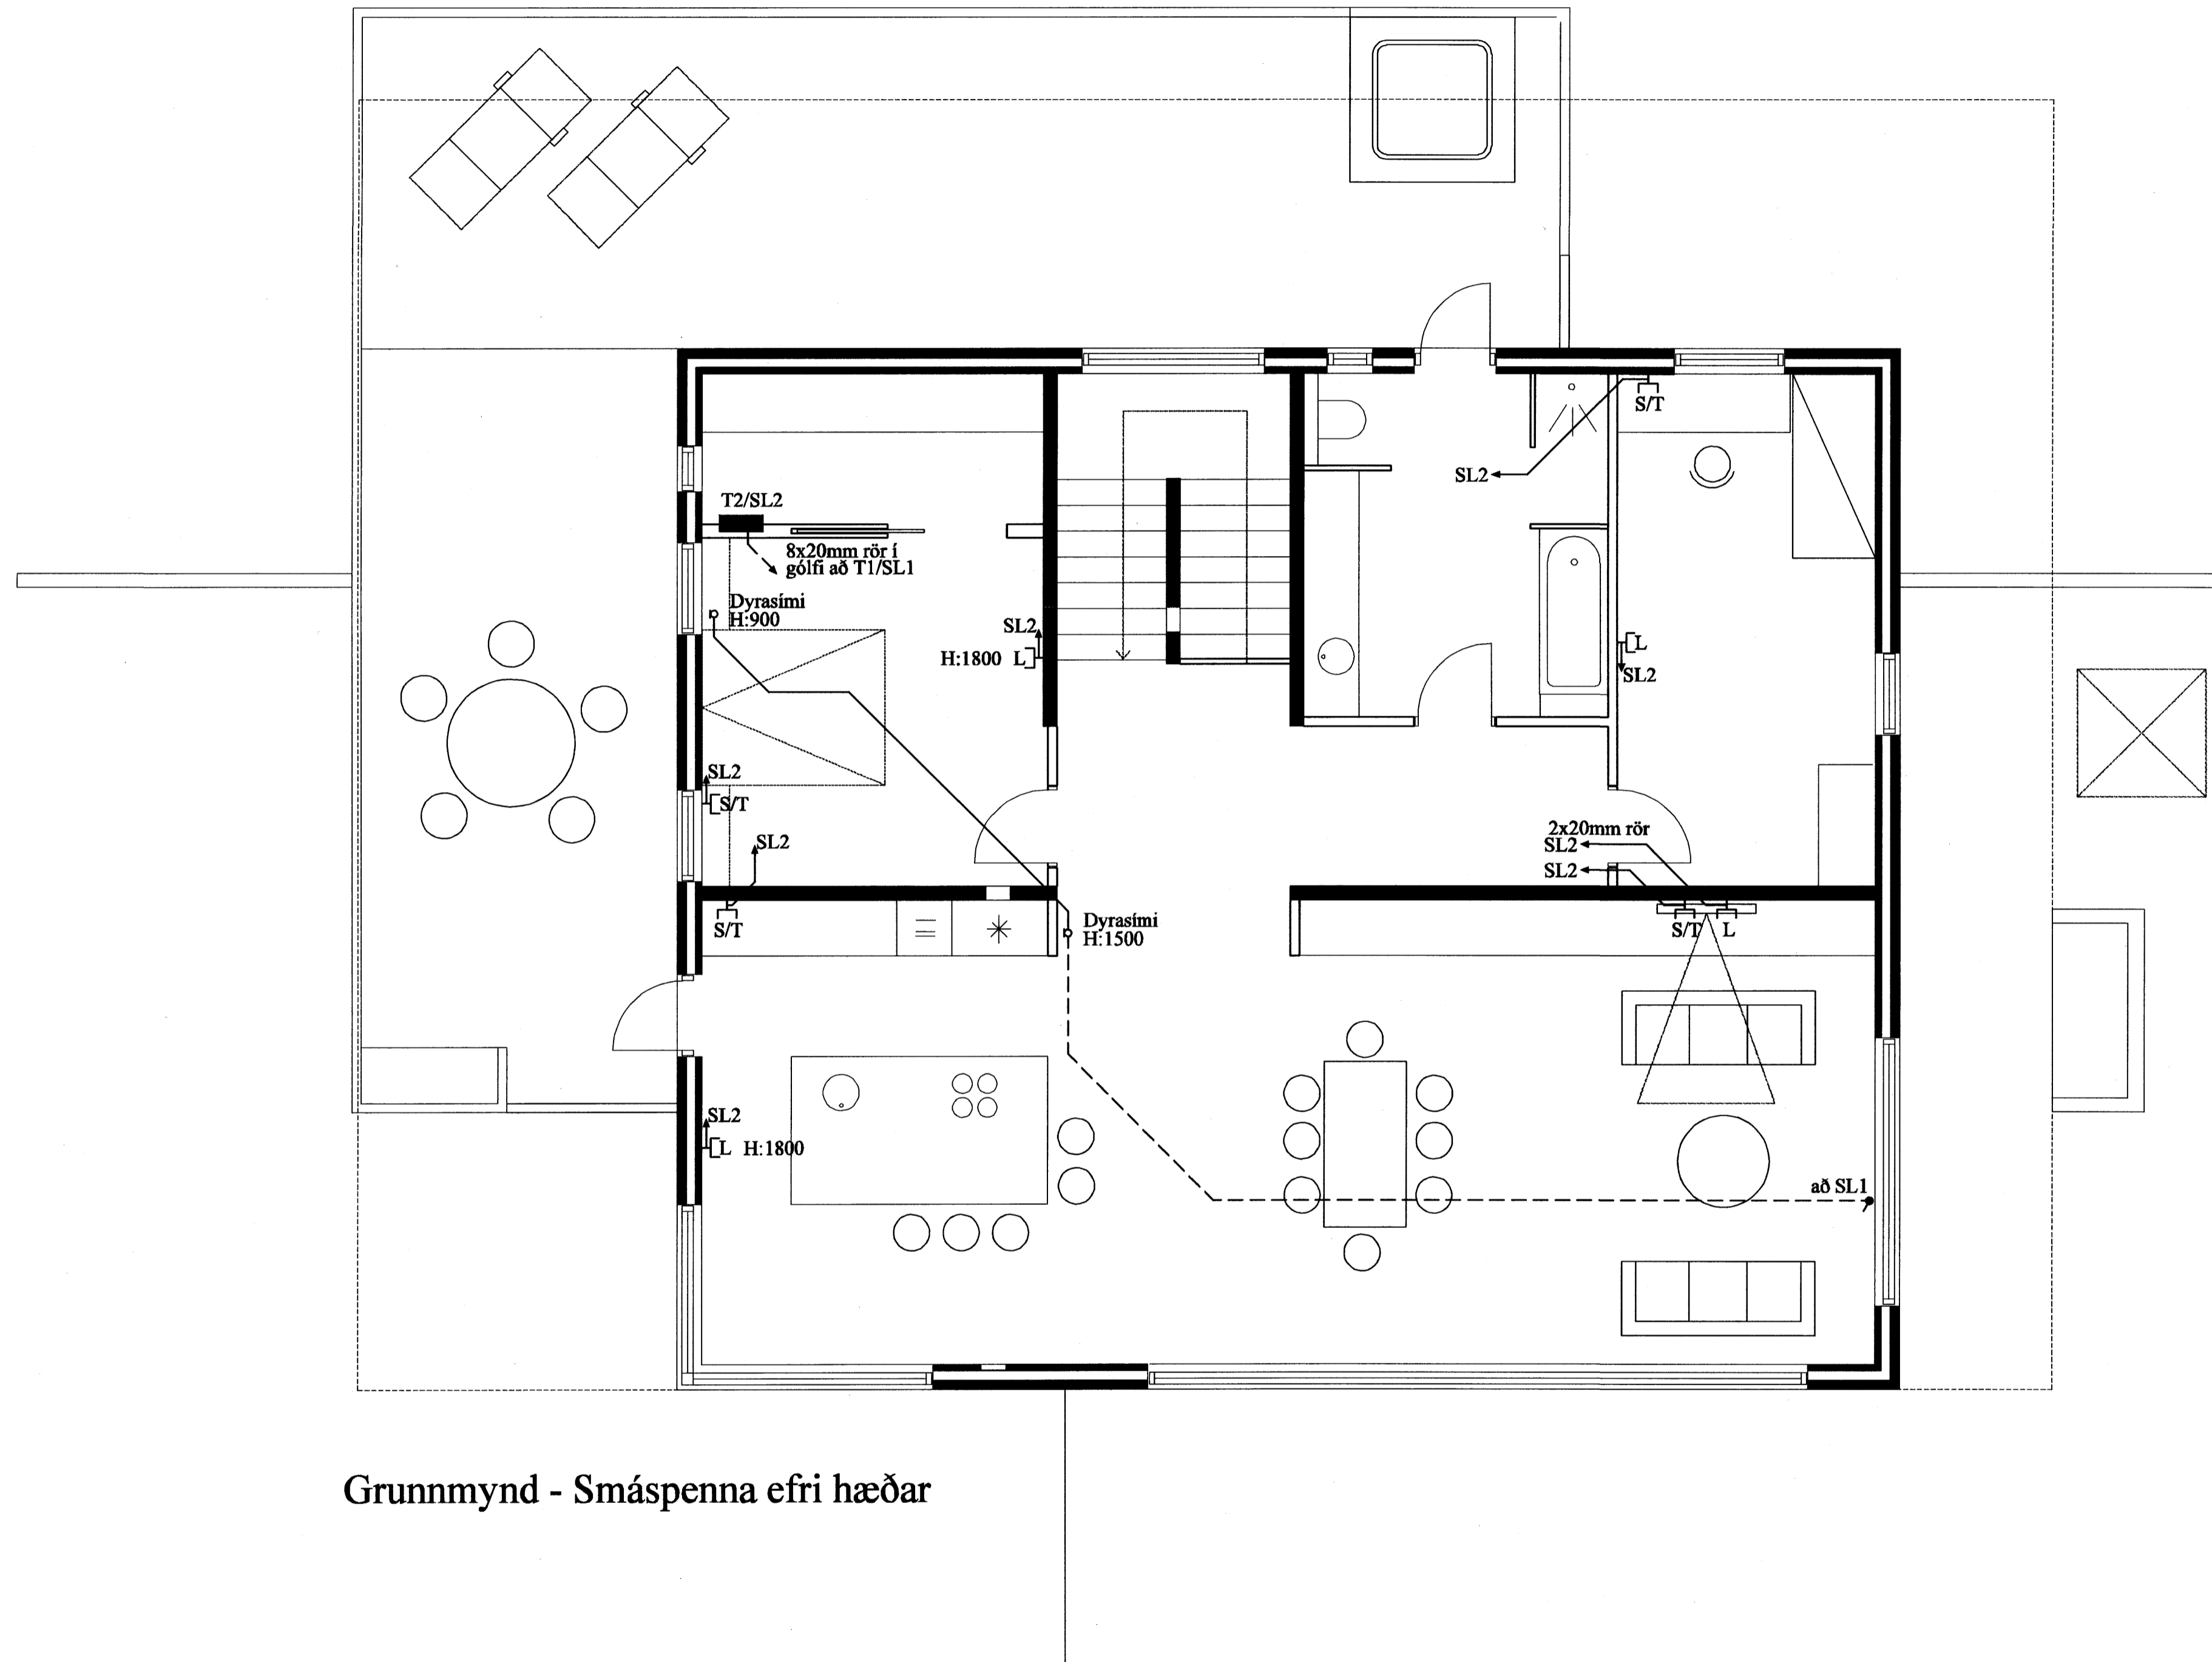 S/T
SL2
T2/SL2
8x20mm rör í
gólfi að T1/SL1
Dyrasími
H:900
SL2
H:1800 L
L
SL2
SL2
S/T
SL2
2x20mm rör
SL2
SL2
S/T
Dyrasími
H:1500
S/T L
SL2
L H:1800
að SL1
Grunnmynd - Smáspenna efri hæðar